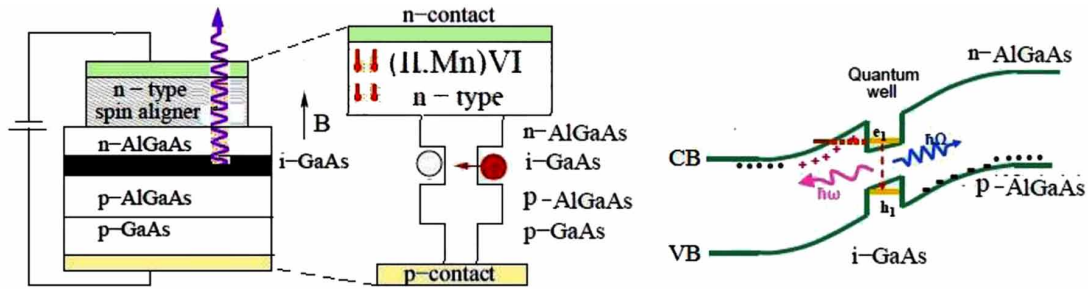 n-contact
n - type
spin aligner
n-AlGaAs
i-GaAs
p-AlGaAs
p-GaAs
B
(II.Mn)VI
n - type
n-AlGaAs
i-GaAs
p-AlGaAs
p-GaAs
p-contact
n-AlGaAs
Quantum
well
e1
ħΩ
CB
ħω
p-AlGaAs
h1
VB
i-GaAs